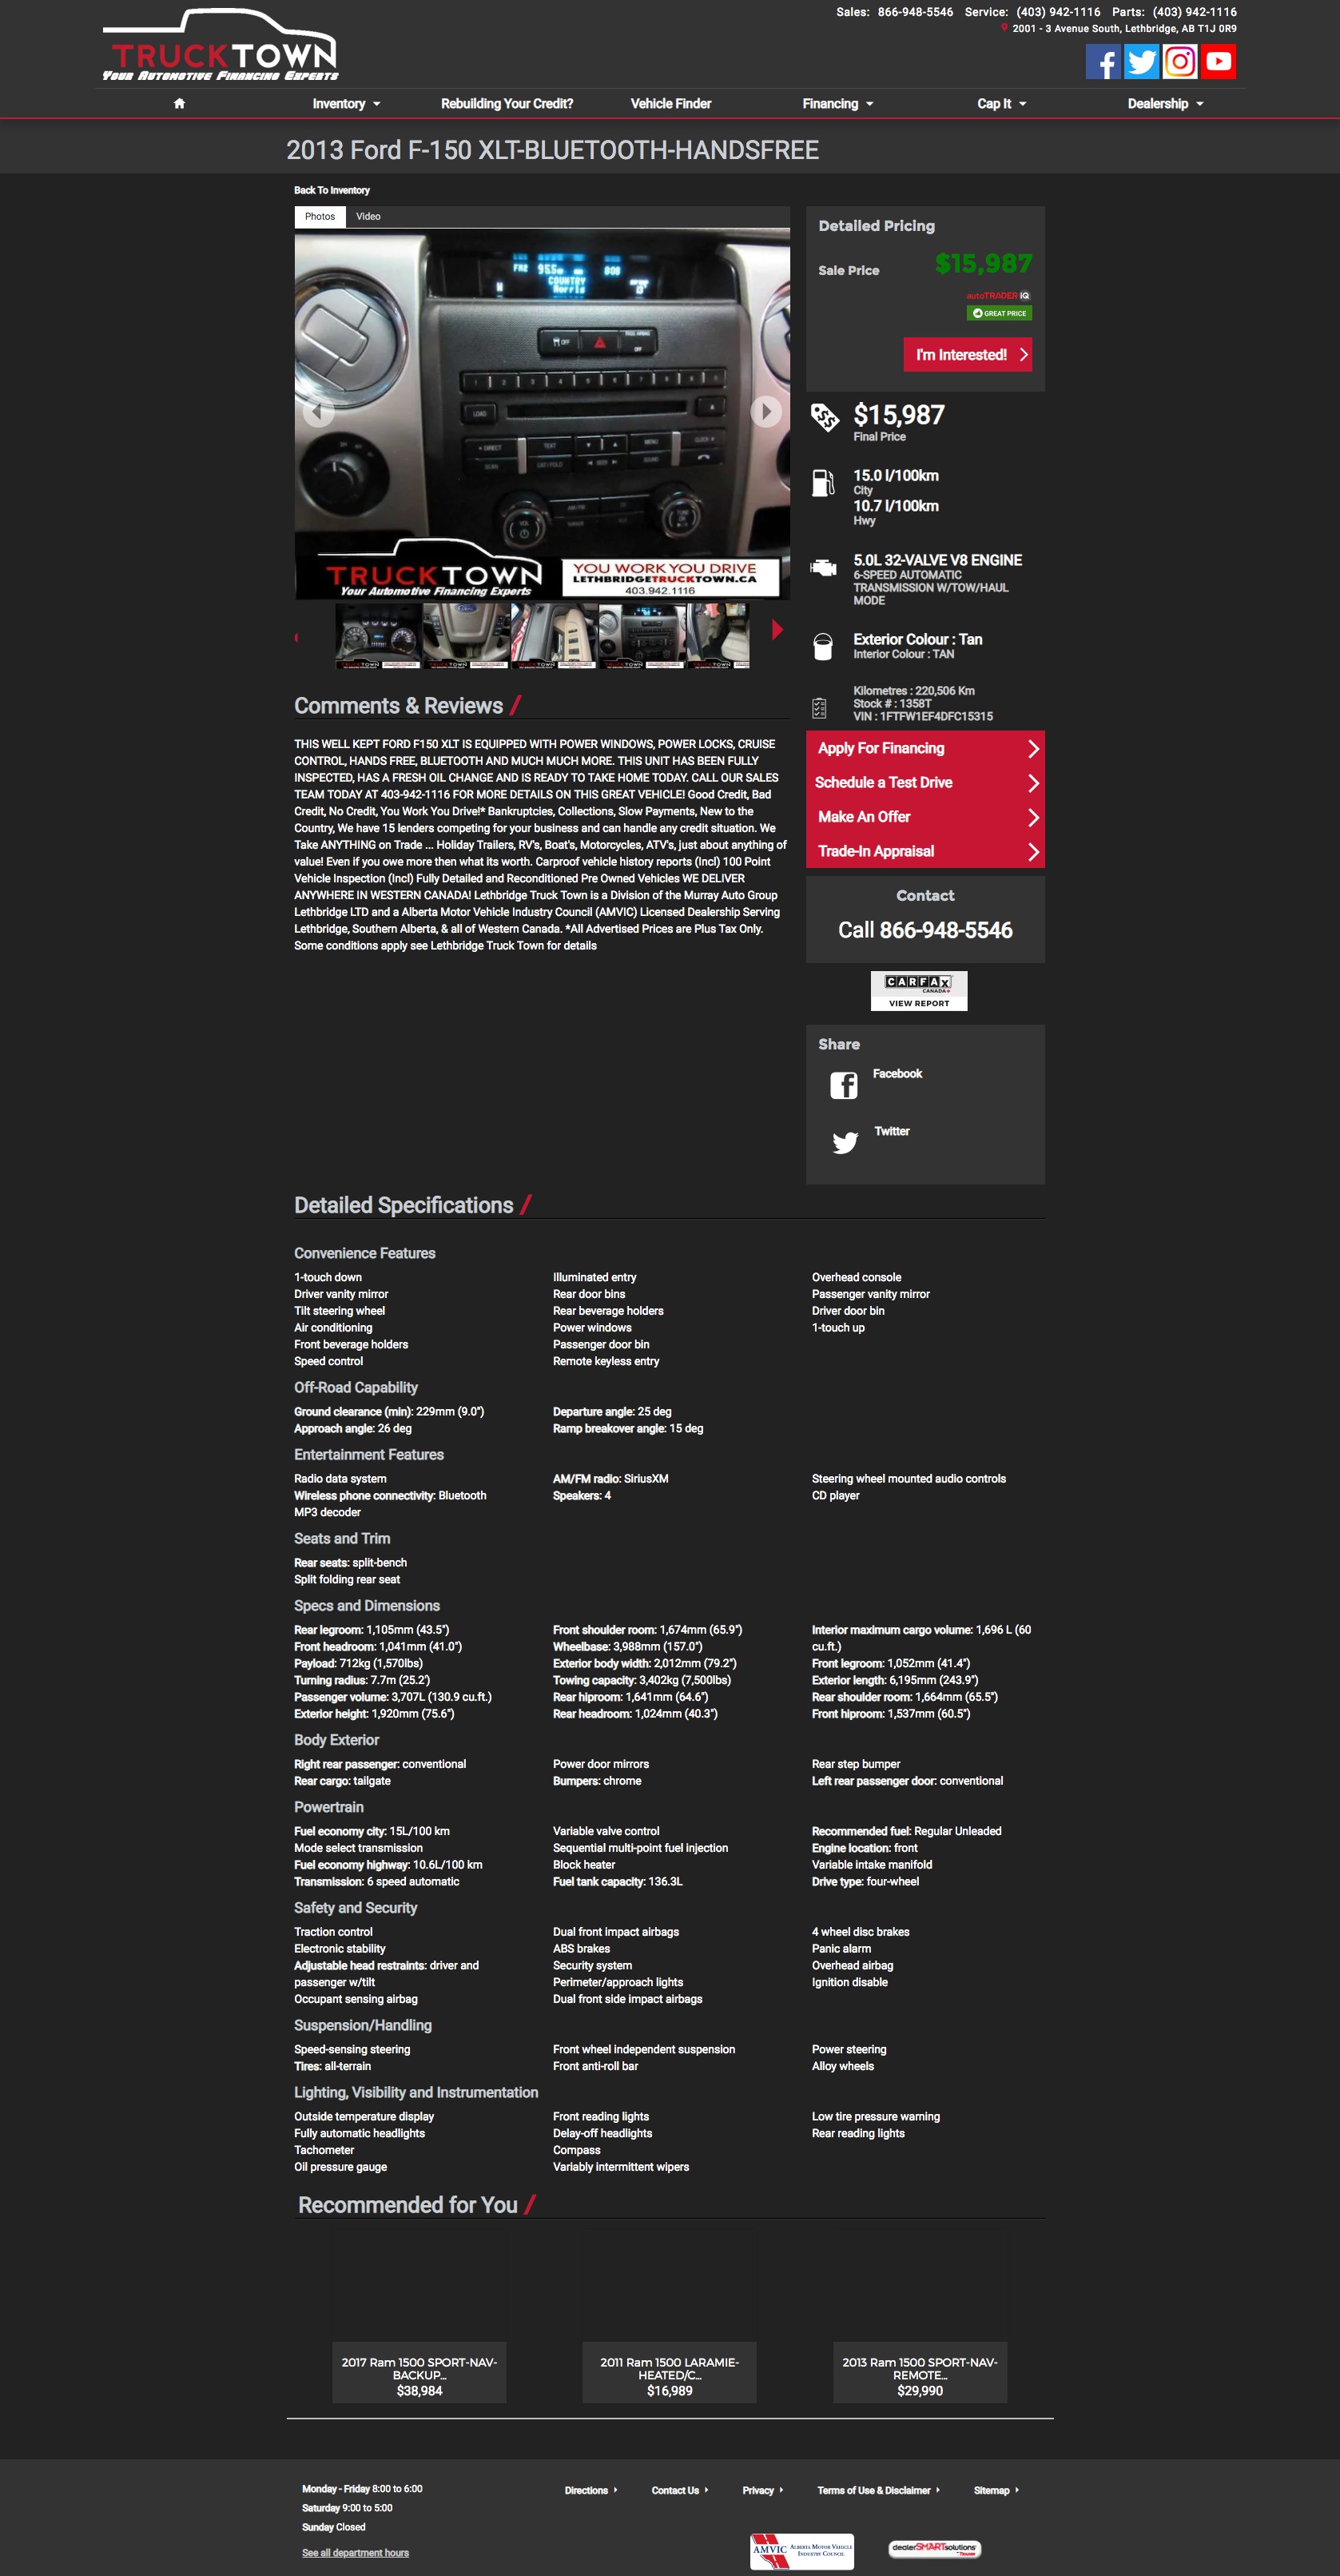 TRUCKTOWN
Your Automotive Financing Experts
Sales: 866-948-5546 Service: (403) 942-1116 Parts: (403) 942-1116
2001 - 3 Avenue South, Lethbridge, AB T1J 0R9
Inventory Rebuilding Your Credit? Vehicle Finder Financing Cap It Dealership
2013 Ford F-150 XLT-BLUETOOTH-HANDSFREE
Back To Inventory
Photos Video
955
COUNTRY
OFF
OFF
LOAD
DIRECT TEXT MENU CLOCK
SCAN CAT/FOLD SEEK SOUND
VOL TUNE
TRUCKTOWN
Your Automotive Financing Experts
YOU WORK YOU DRIVE
LETHBRIDGETRUCKTOWN.CA
403.942.1116
Detailed Pricing
Sale Price $15,987
autoTRADER IQ
GREAT PRICE
I'm Interested!
$15,987
Final Price
15.0 l/100km
City
10.7 l/100km
Hwy
5.0L 32-VALVE V8 ENGINE
6-SPEED AUTOMATIC
TRANSMISSION W/TOW/HAUL
MODE
Exterior Colour : Tan
Interior Colour : TAN
Kilometres : 220,506 Km
Stock # : 1358T
VIN : 1FTFW1EF4DFC15315
Apply For Financing
Schedule a Test Drive
Make An Offer
Trade-In Appraisal
Contact
Call 866-948-5546
CARFAX
CANADA
VIEW REPORT
Share
Facebook
Twitter
Comments & Reviews /
THIS WELL KEPT FORD F150 XLT IS EQUIPPED WITH POWER WINDOWS, POWER LOCKS, CRUISE
CONTROL, HANDS FREE, BLUETOOTH AND MUCH MUCH MORE. THIS UNIT HAS BEEN FULLY
INSPECTED, HAS A FRESH OIL CHANGE AND IS READY TO TAKE HOME TODAY. CALL OUR SALES
TEAM TODAY AT 403-942-1116 FOR MORE DETAILS ON THIS GREAT VEHICLE! Good Credit, Bad
Credit, No Credit, You Work You Drive!* Bankruptcies, Collections, Slow Payments, New to the
Country, We have 15 lenders competing for your business and can handle any credit situation. We
Take ANYTHING on Trade ... Holiday Trailers, RV's, Boat's, Motorcycles, ATV's, just about anything of
value! Even if you owe more then what its worth. Carproof vehicle history reports (Incl) 100 Point
Vehicle Inspection (Incl) Fully Detailed and Reconditioned Pre Owned Vehicles WE DELIVER
ANYWHERE IN WESTERN CANADA! Lethbridge Truck Town is a Division of the Murray Auto Group
Lethbridge LTD and a Alberta Motor Vehicle Industry Council (AMVIC) Licensed Dealership Serving
Lethbridge, Southern Alberta, & all of Western Canada. *All Advertised Prices are Plus Tax Only.
Some conditions apply see Lethbridge Truck Town for details
Detailed Specifications /
Convenience Features
1-touch down Illuminated entry Overhead console
Driver vanity mirror Rear door bins Passenger vanity mirror
Tilt steering wheel Rear beverage holders Driver door bin
Air conditioning Power windows 1-touch up
Front beverage holders Passenger door bin
Speed control Remote keyless entry
Off-Road Capability
Ground clearance (min): 229mm (9.0") Departure angle: 25 deg
Approach angle: 26 deg Ramp breakover angle: 15 deg
Entertainment Features
Radio data system AM/FM radio: SiriusXM Steering wheel mounted audio controls
Wireless phone connectivity: Bluetooth Speakers: 4 CD player
MP3 decoder
Seats and Trim
Rear seats: split-bench
Split folding rear seat
Specs and Dimensions
Rear legroom: 1,105mm (43.5") Front shoulder room: 1,674mm (65.9") Interior maximum cargo volume: 1,696 L (60
Front headroom: 1,041mm (41.0") Wheelbase: 3,988mm (157.0") cu.ft.)
Payload: 712kg (1,570lbs) Exterior body width: 2,012mm (79.2") Front legroom: 1,052mm (41.4")
Turning radius: 7.7m (25.2') Towing capacity: 3,402kg (7,500lbs) Exterior length: 6,195mm (243.9")
Passenger volume: 3,707L (130.9 cu.ft.) Rear hiproom: 1,641mm (64.6") Rear shoulder room: 1,664mm (65.5")
Exterior height: 1,920mm (75.6") Rear headroom: 1,024mm (40.3") Front hiproom: 1,537mm (60.5")
Body Exterior
Right rear passenger: conventional Power door mirrors Rear step bumper
Rear cargo: tailgate Bumpers: chrome Left rear passenger door: conventional
Powertrain
Fuel economy city: 15L/100 km Variable valve control Recommended fuel: Regular Unleaded
Mode select transmission Sequential multi-point fuel injection Engine location: front
Fuel economy highway: 10.6L/100 km Block heater Variable intake manifold
Transmission: 6 speed automatic Fuel tank capacity: 136.3L Drive type: four-wheel
Safety and Security
Traction control Dual front impact airbags 4 wheel disc brakes
Electronic stability ABS brakes Panic alarm
Adjustable head restraints: driver and Security system Overhead airbag
passenger w/tilt Perimeter/approach lights Ignition disable
Occupant sensing airbag Dual front side impact airbags
Suspension/Handling
Speed-sensing steering Front wheel independent suspension Power steering
Tires: all-terrain Front anti-roll bar Alloy wheels
Lighting, Visibility and Instrumentation
Outside temperature display Front reading lights Low tire pressure warning
Fully automatic headlights Delay-off headlights Rear reading lights
Tachometer Compass
Oil pressure gauge Variably intermittent wipers
Recommended for You /
2017 Ram 1500 SPORT-NAV-
BACKUP...
$38,984
2011 Ram 1500 LARAMIE-
HEATED/C...
$16,989
2013 Ram 1500 SPORT-NAV-
REMOTE...
$29,990
Monday - Friday 8:00 to 6:00
Saturday 9:00 to 5:00
Sunday Closed
See all department hours
Directions Contact Us Privacy Terms of Use & Disclaimer Sitemap
AMVIC ALBERTA MOTOR VEHICLE
INDUSTRY COUNCIL
dealerSMARTsolutions